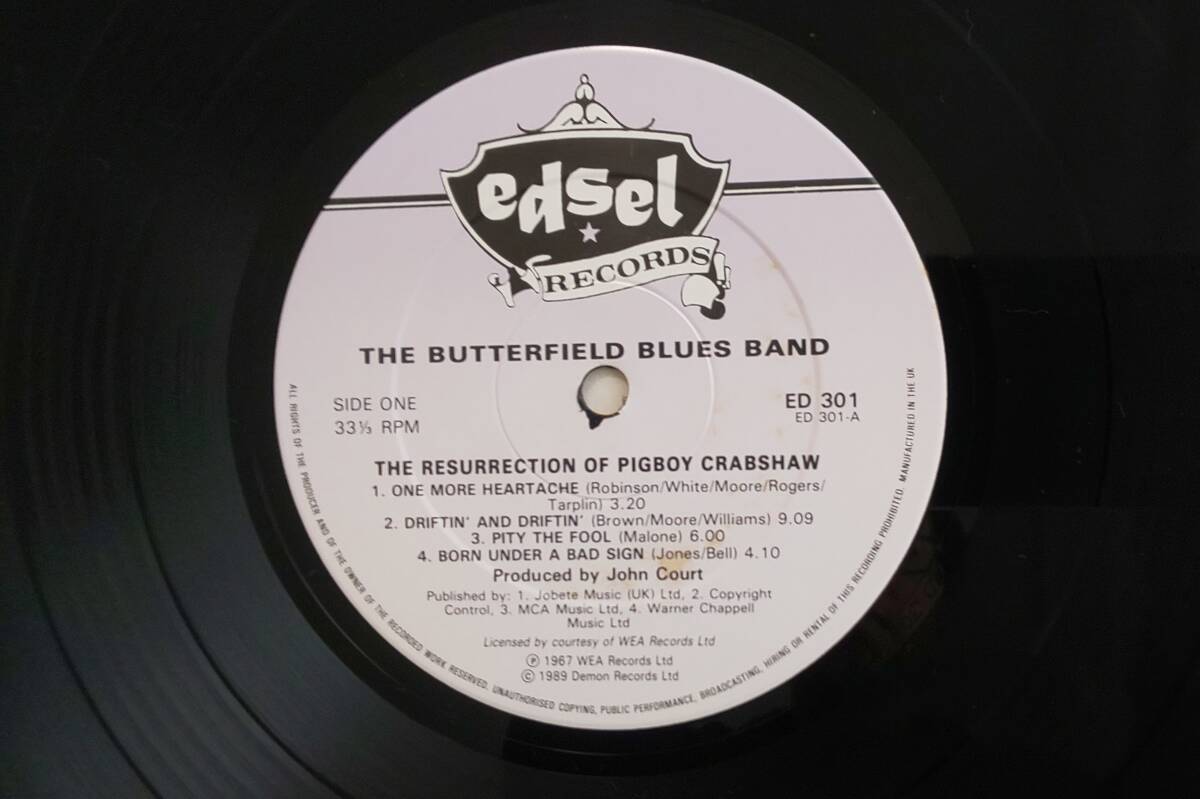 edsel
RECORDS
THE BUTTERFIELD BLUES BAND
SIDE ONE
33⅓ RPM
ED 301
ED 301-A
THE RESURRECTION OF PIGBOY CRABSHAW
1. ONE MORE HEARTACHE (Robinson/White/Moore/Rogers/
Tarplin) 3.20
2. DRIFTIN' AND DRIFTIN' (Brown/Moore/Williams) 9.09
3. PITY THE FOOL (Malone) 6.00
4. BORN UNDER A BAD SIGN (Jones/Bell) 4.10
Produced by John Court
Published by: 1. Jobete Music (UK) Ltd, 2. Copyright
Control, 3. MCA Music Ltd, 4. Warner Chappell
Music Ltd
Licensed by courtesy of WEA Records Ltd
℗ 1967 WEA Records Ltd
© 1989 Demon Records Ltd
ALL RIGHTS OF THE PRODUCER AND OF THE OWNER OF THE RECORDED WORK RESERVED. UNAUTHORISED COPYING, PUBLIC PERFORMANCE, BROADCASTING, HIRING OR RENTAL OF THIS RECORDING PROHIBITED. MANUFACTURED IN THE UK